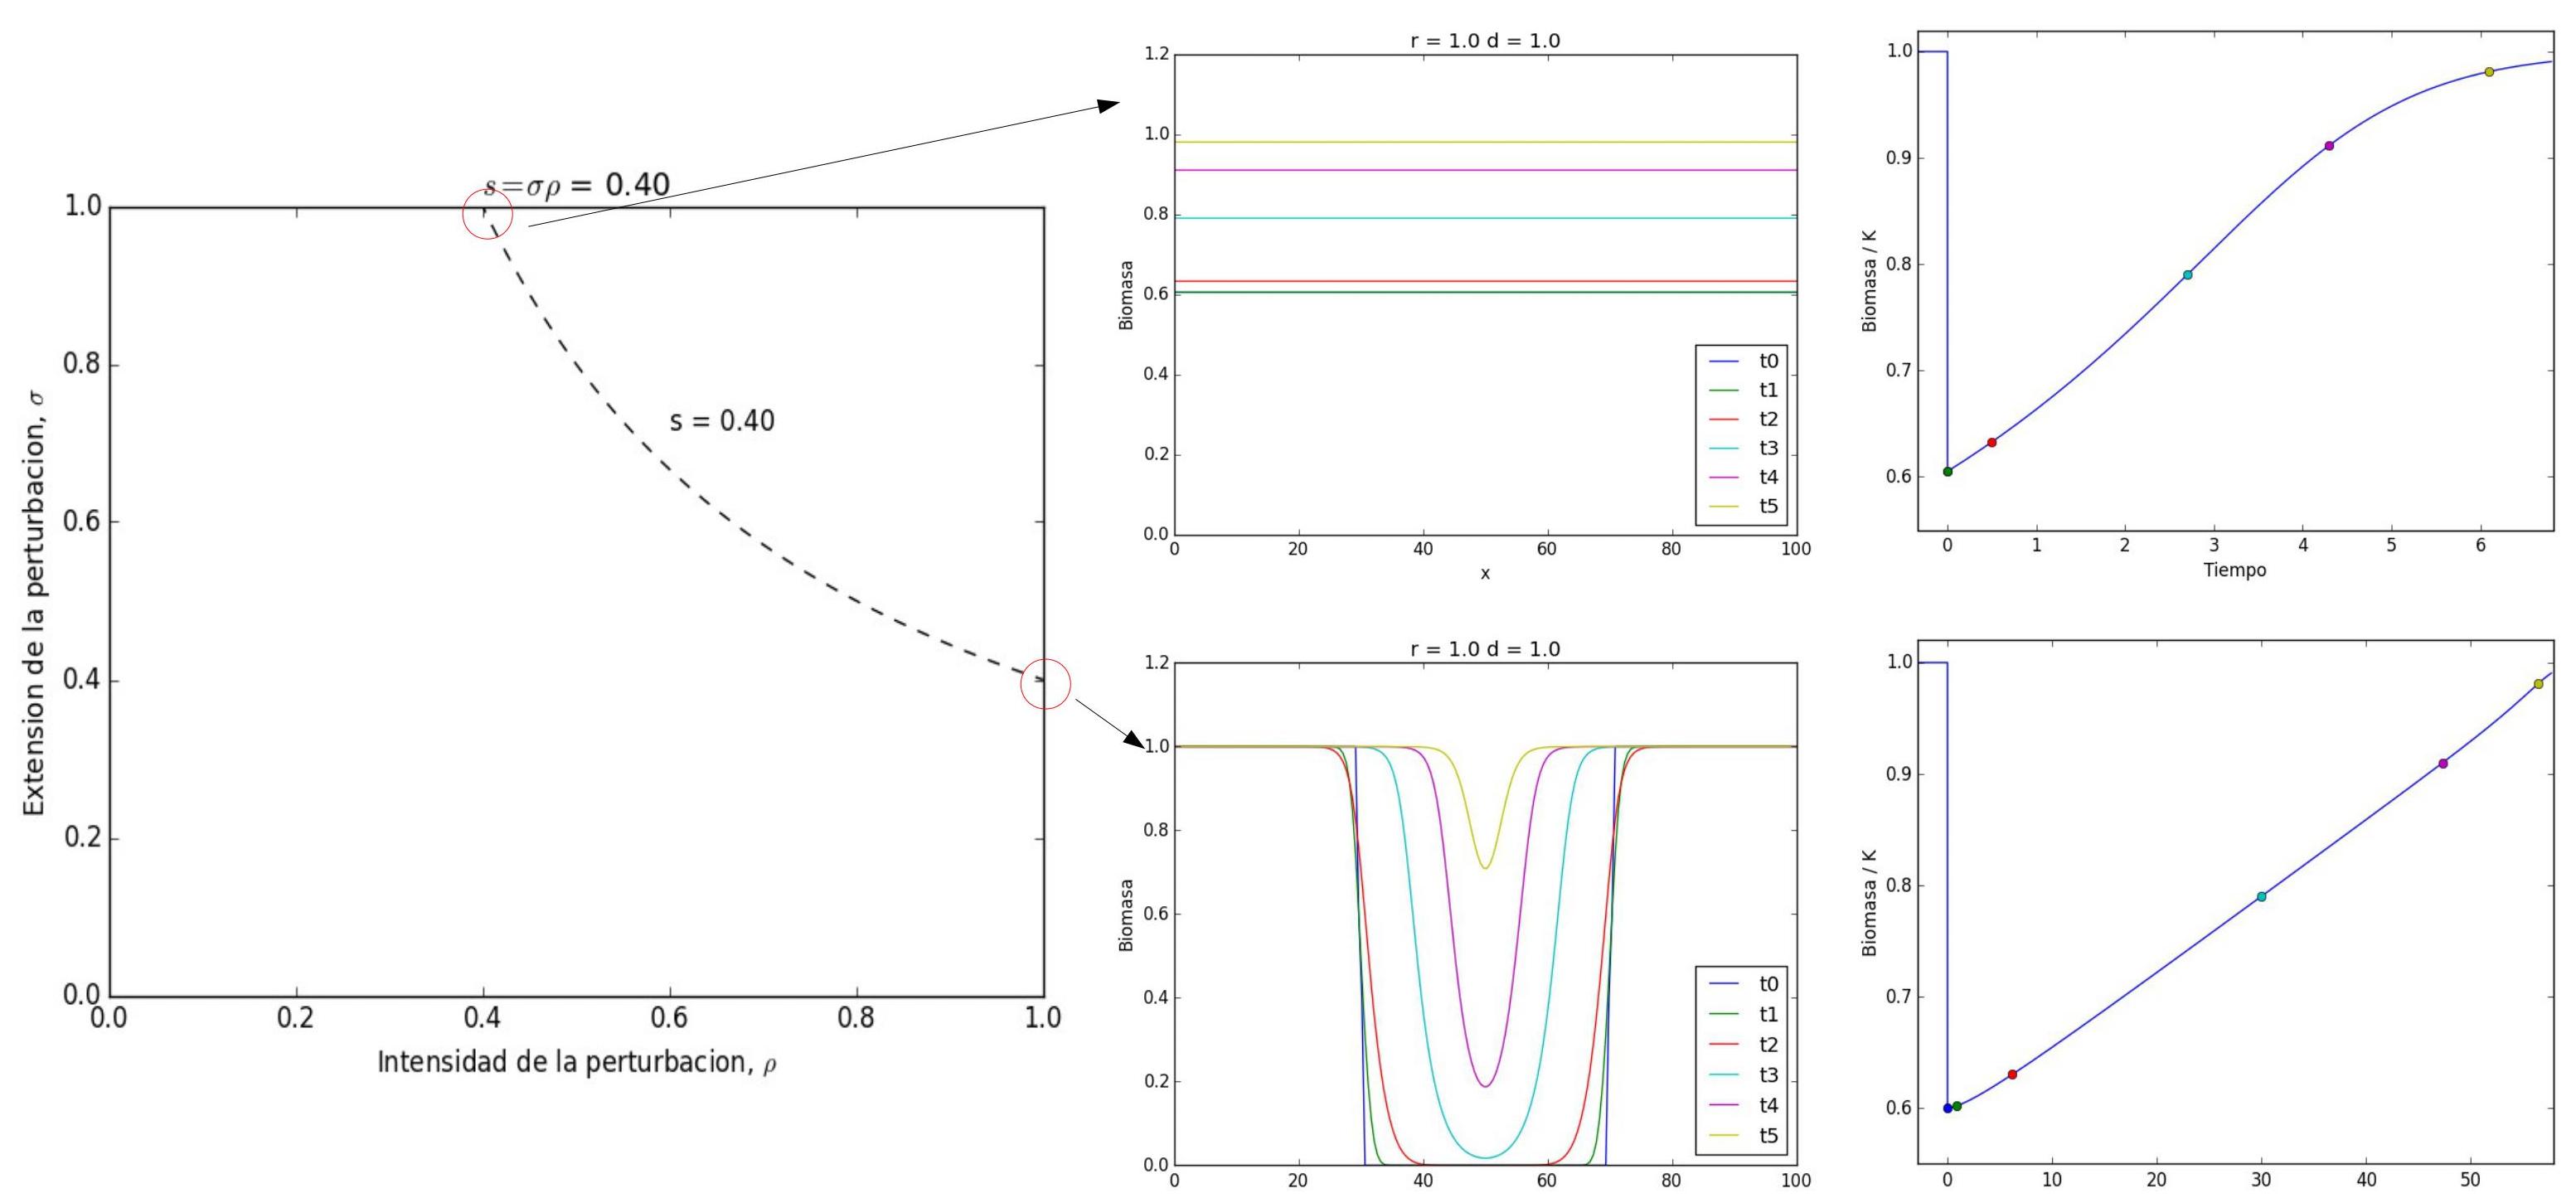 s=σρ = 0.40
1.0
0.8
0.6
0.4
0.2
0.0
Extension de la perturbacion, σ
s = 0.40
0.0 0.2 0.4 0.6 0.8 1.0
Intensidad de la perturbacion, ρ
r = 1.0 d = 1.0
1.2
1.0
0.8
0.6
0.4
0.2
0.0
Biomasa
t0
t1
t2
t3
t4
t5
0 20 40 60 80 100
x
1.0
0.9
0.8
0.7
0.6
Biomasa / K
0 1 2 3 4 5 6
Tiempo
r = 1.0 d = 1.0
1.2
1.0
0.8
0.6
0.4
0.2
0.0
Biomasa
t0
t1
t2
t3
t4
t5
0 20 40 60 80 100
1.0
0.9
0.8
0.7
0.6
Biomasa / K
0 10 20 30 40 50